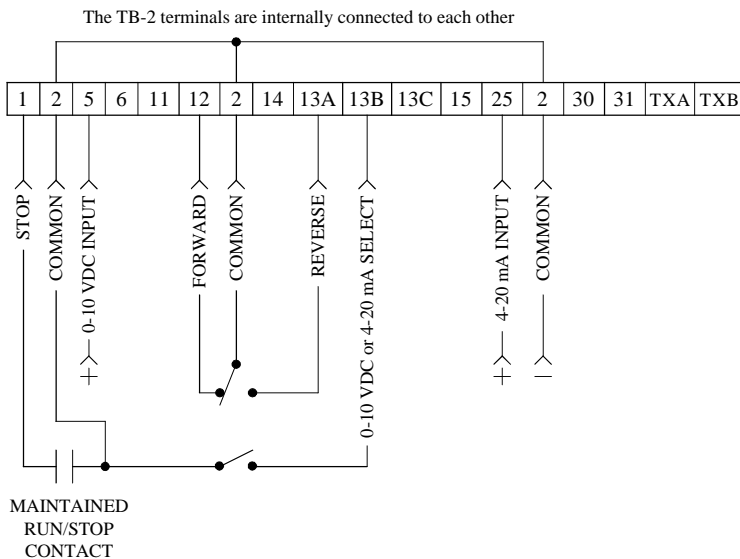 The TB-2 terminals are internally connected to each other
1 2 5 6 11 12 2 14 13A 13B 13C 15 25 2 30 31 TXA TXB
STOP
COMMON
0-10 VDC INPUT
FORWARD
COMMON
REVERSE
0-10 VDC or 4-20 mA SELECT
4-20 mA INPUT
COMMON
+
+
−
MAINTAINED
RUN/STOP
CONTACT